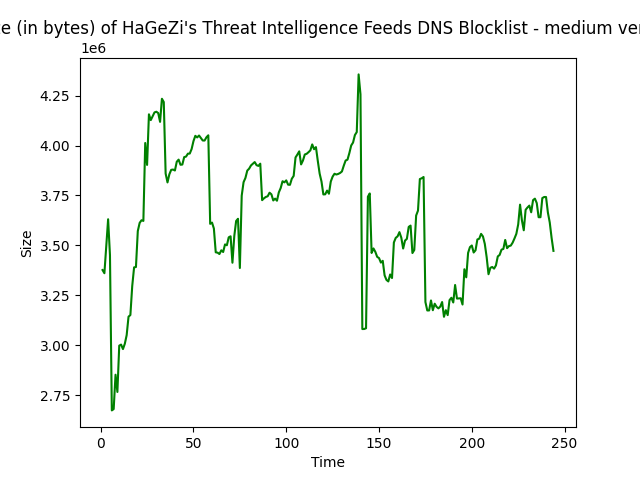 e (in bytes) of HaGeZi's Threat Intelligence Feeds DNS Blocklist - medium ver
1e6
4.25
4.00
3.75
3.50
3.25
3.00
2.75
Size
0 50 100 150 200 250
Time